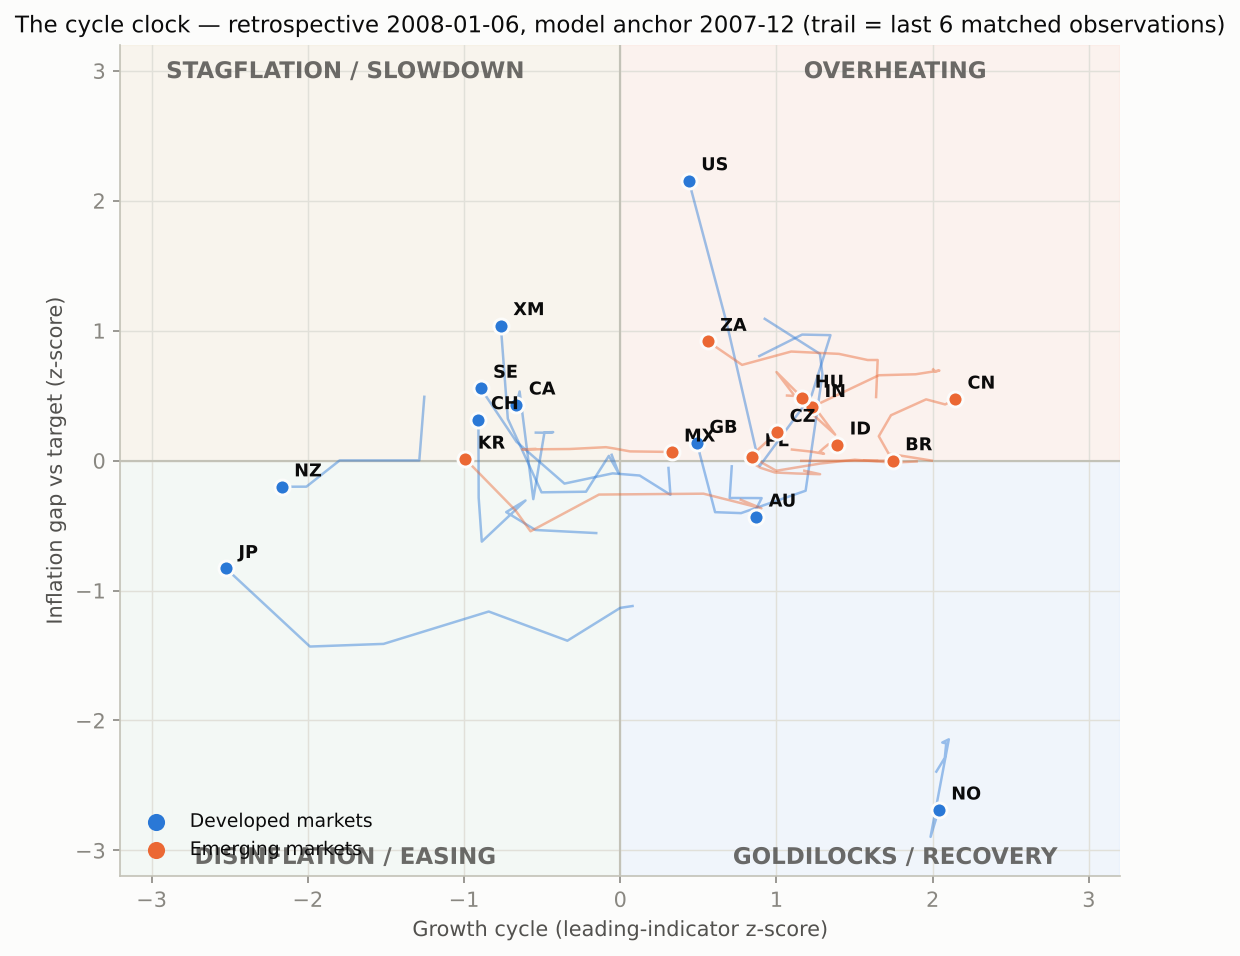 The cycle clock — retrospective 2008-01-06, model anchor 2007-12 (trail = last 6 matched observations)
STAGFLATION / SLOWDOWN
OVERHEATING
US
XM
ZA
SE
CA
CH
HU
IN
CN
KR
MX
GB
CZ
PL
ID
BR
NZ
AU
JP
NO
Developed markets
Emerging markets
DISINFLATION / EASING
GOLDILOCKS / RECOVERY
3
2
1
0
−1
−2
−3
−3
−2
−1
0
1
2
3
Inflation gap vs target (z-score)
Growth cycle (leading-indicator z-score)